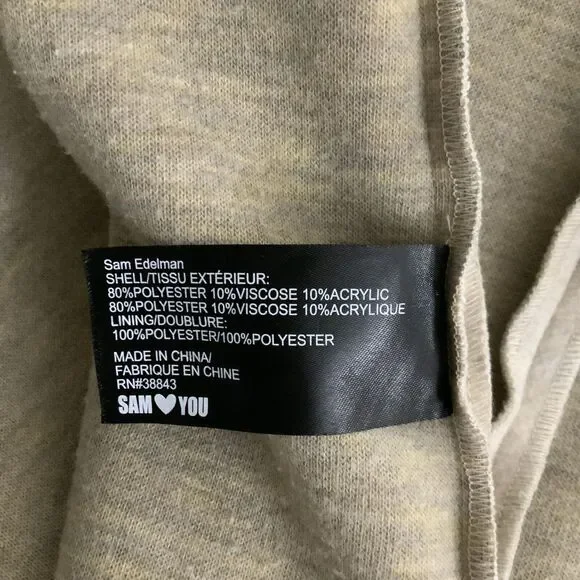 Sam Edelman
SHELL/TISSU EXTÉRIEUR:
80%POLYESTER 10%VISCOSE 10%ACRYLIC
80%POLYESTER 10%VISCOSE 10%ACRYLIQUE
LINING/DOUBLURE:
100%POLYESTER/100%POLYESTER
MADE IN CHINA/
FABRIQUE EN CHINE
RN#38843
SAM♥YOU